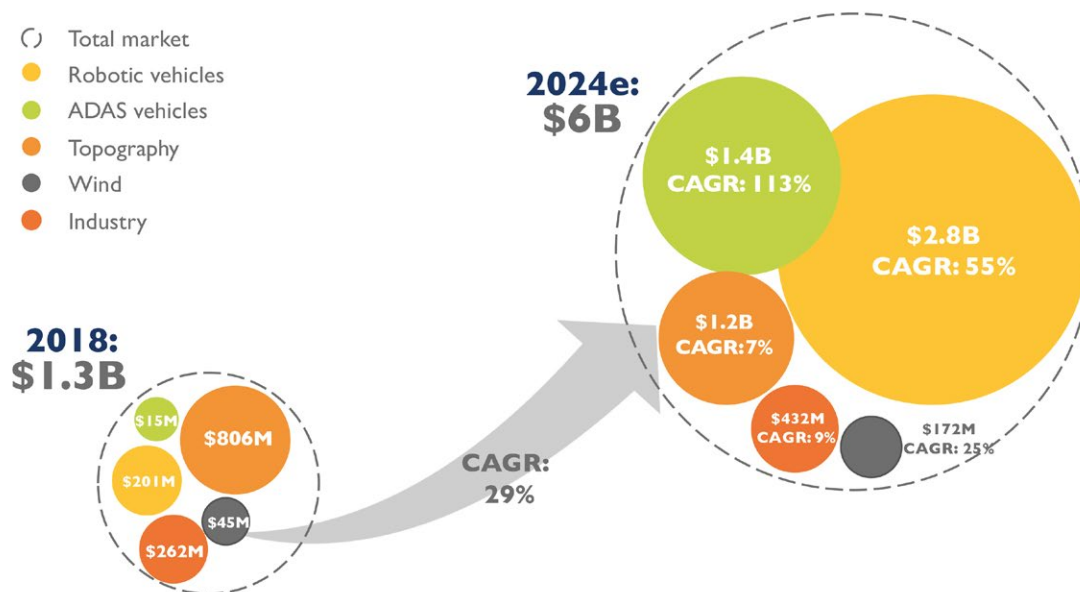 Total market
Robotic vehicles
ADAS vehicles
Topography
Wind
Industry
2018:
$1.3B
$15M
$806M
$201M
$45M
$262M
CAGR:
29%
2024e:
$6B
$1.4B
CAGR: 113%
$2.8B
CAGR: 55%
$1.2B
CAGR:7%
$432M
CAGR: 9%
$172M
CAGR: 25%